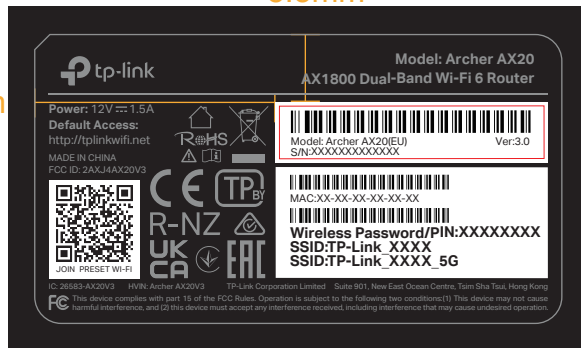 tp-link
Model: Archer AX20
AX1800 Dual-Band Wi-Fi 6 Router
Power: 12V ⎓ 1.5A
Default Access:
http://tplinkwifi.net
MADE IN CHINA
FCC ID: 2AXJ4AX20V3
RoHS
Model: Archer AX20(EU) Ver:3.0
S/N:XXXXXXXXXXXXX
MAC:XX-XX-XX-XX-XX-XX
Wireless Password/PIN:XXXXXXXX
SSID:TP-Link_XXXX
SSID:TP-Link_XXXX_5G
CE TP BY
R-NZ
UK CA EAC
JOIN PRESET WI-FI
IC: 26583-AX20V3 HVIN: Archer AX20V3 TP-Link Corporation Limited Suite 901, New East Ocean Centre, Tsim Sha Tsui, Hong Kong
FC This device complies with part 15 of the FCC Rules. Operation is subject to the following two conditions:(1) This device may not cause
harmful interference, and (2) this device must accept any interference received, including interference that may cause undesired operation.